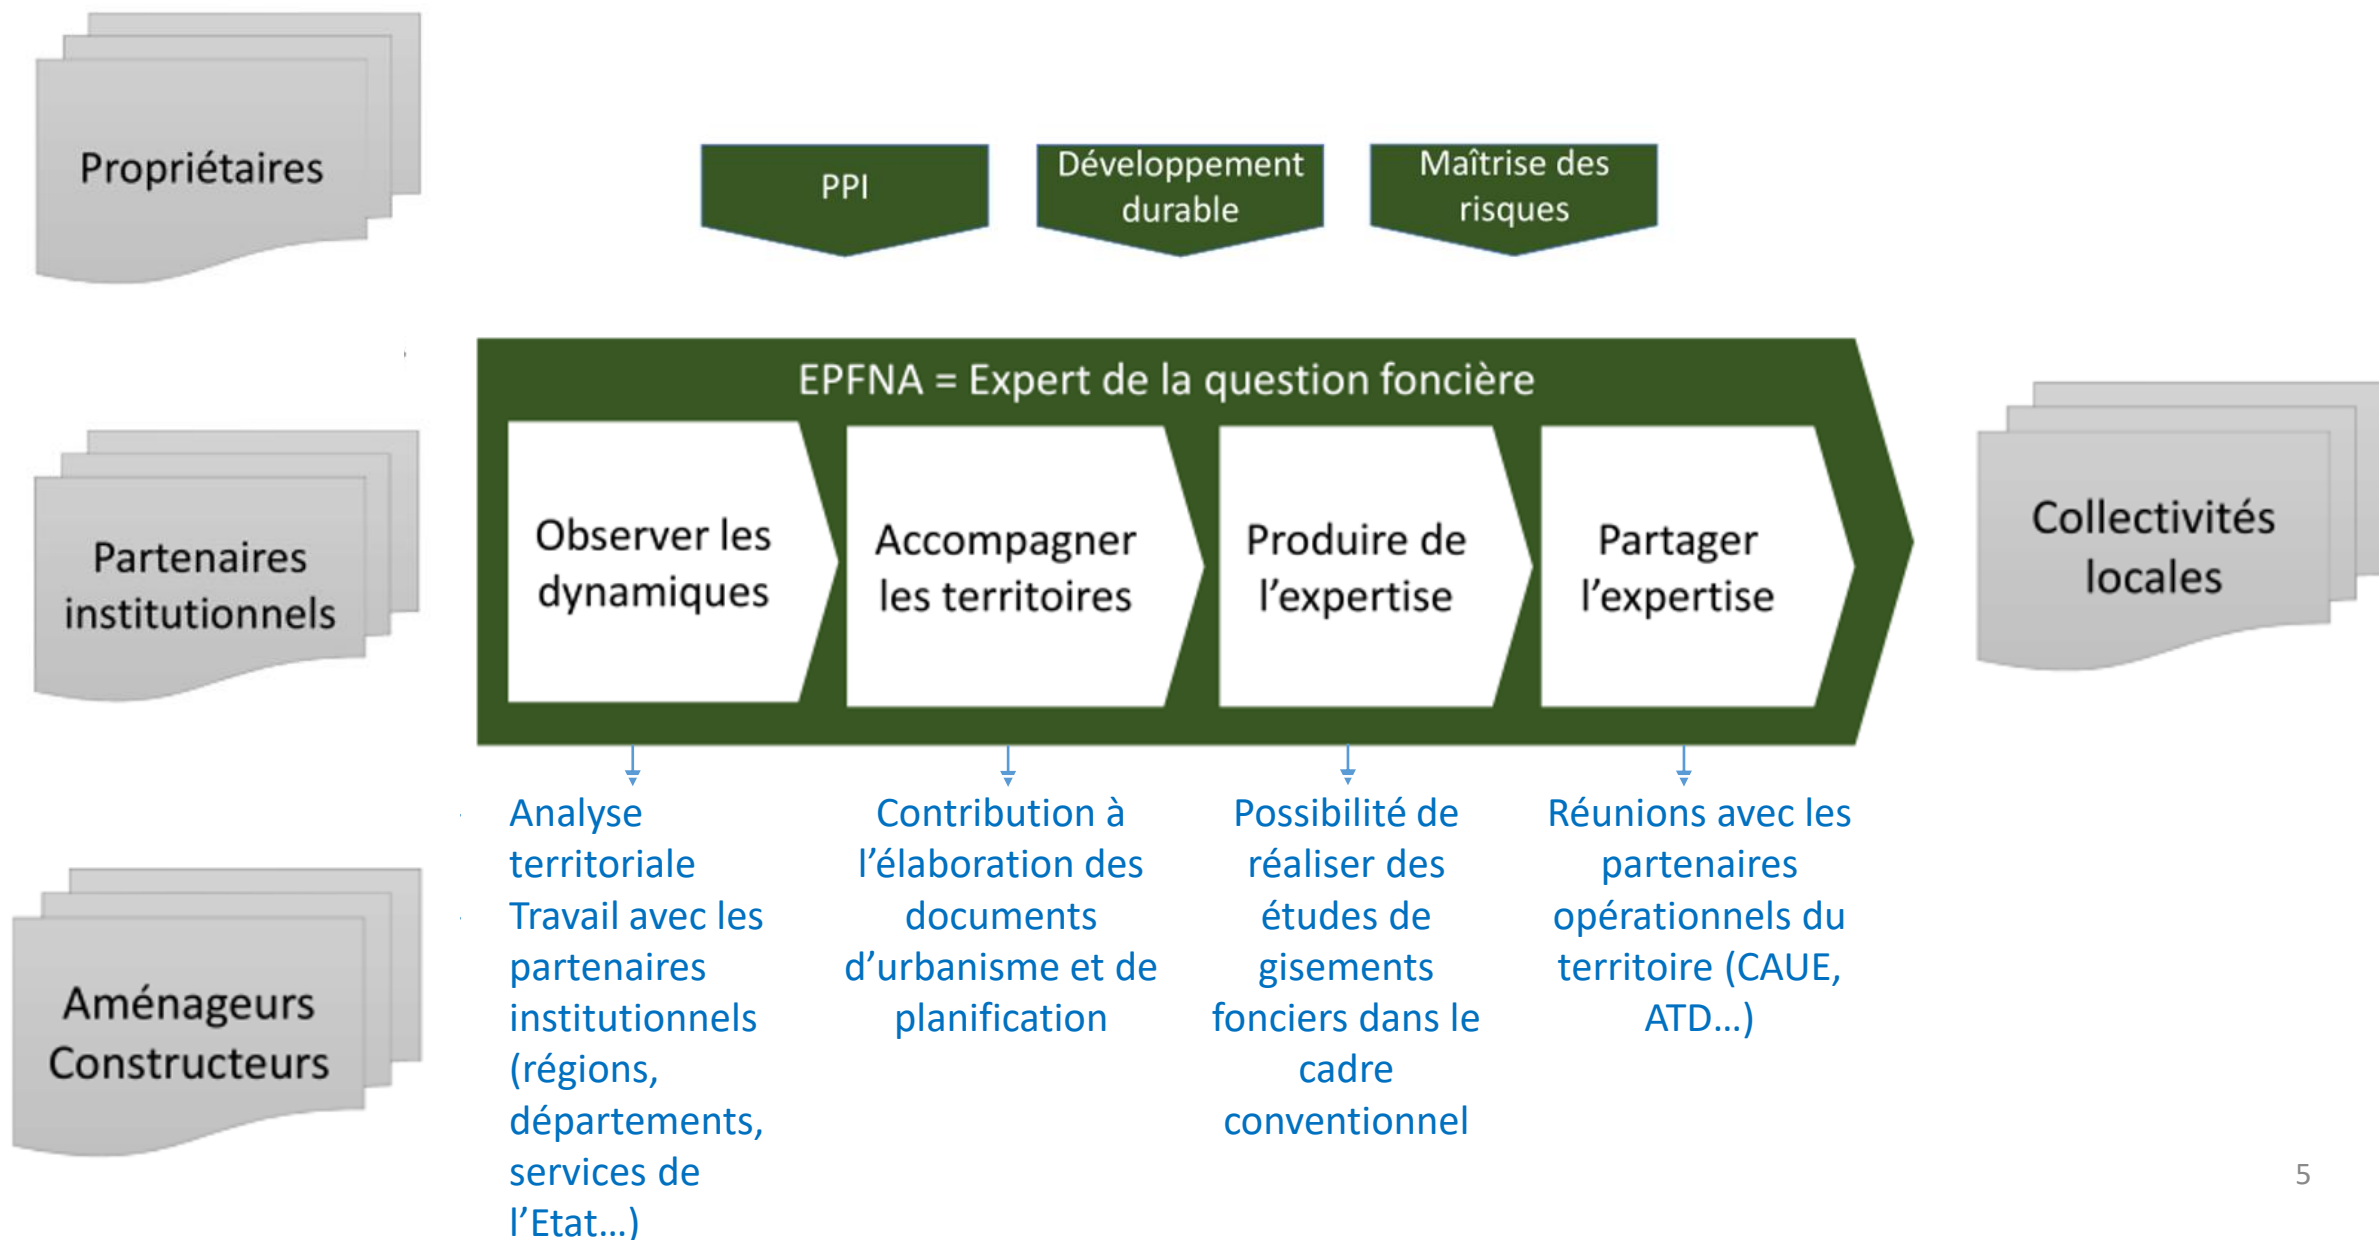 Propriétaires
PPI
Développement
durable
Maîtrise des
risques
EPFNA = Expert de la question foncière
Partenaires
institutionnels
Observer les
dynamiques
Accompagner
les territoires
Produire de
l’expertise
Partager
l’expertise
Collectivités
locales
Aménageurs
Constructeurs
Analyse
territoriale
Travail avec les
partenaires
institutionnels
(régions,
départements,
services de
l’Etat…)
Contribution à
l’élaboration des
documents
d’urbanisme et de
planification
Possibilité de
réaliser des
études de
gisements
fonciers dans le
cadre
conventionnel
Réunions avec les
partenaires
opérationnels du
territoire (CAUE,
ATD…)
5